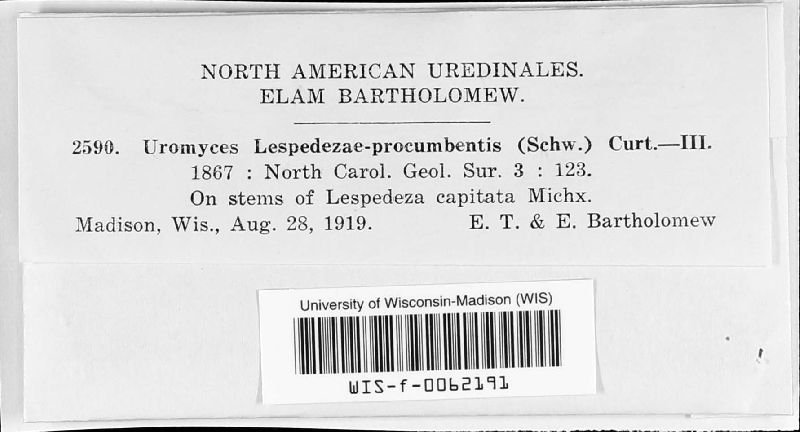 NORTH AMERICAN UREDINALES.
ELAM BARTHOLOMEW.
2590. Uromyces Lespedezae-procumbentis (Schw.) Curt.—III.
1867 : North Carol. Geol. Sur. 3 : 123.
On stems of Lespedeza capitata Michx.
Madison, Wis., Aug. 28, 1919. E. T. & E. Bartholomew
University of Wisconsin-Madison (WIS)
WIS-f-0062191